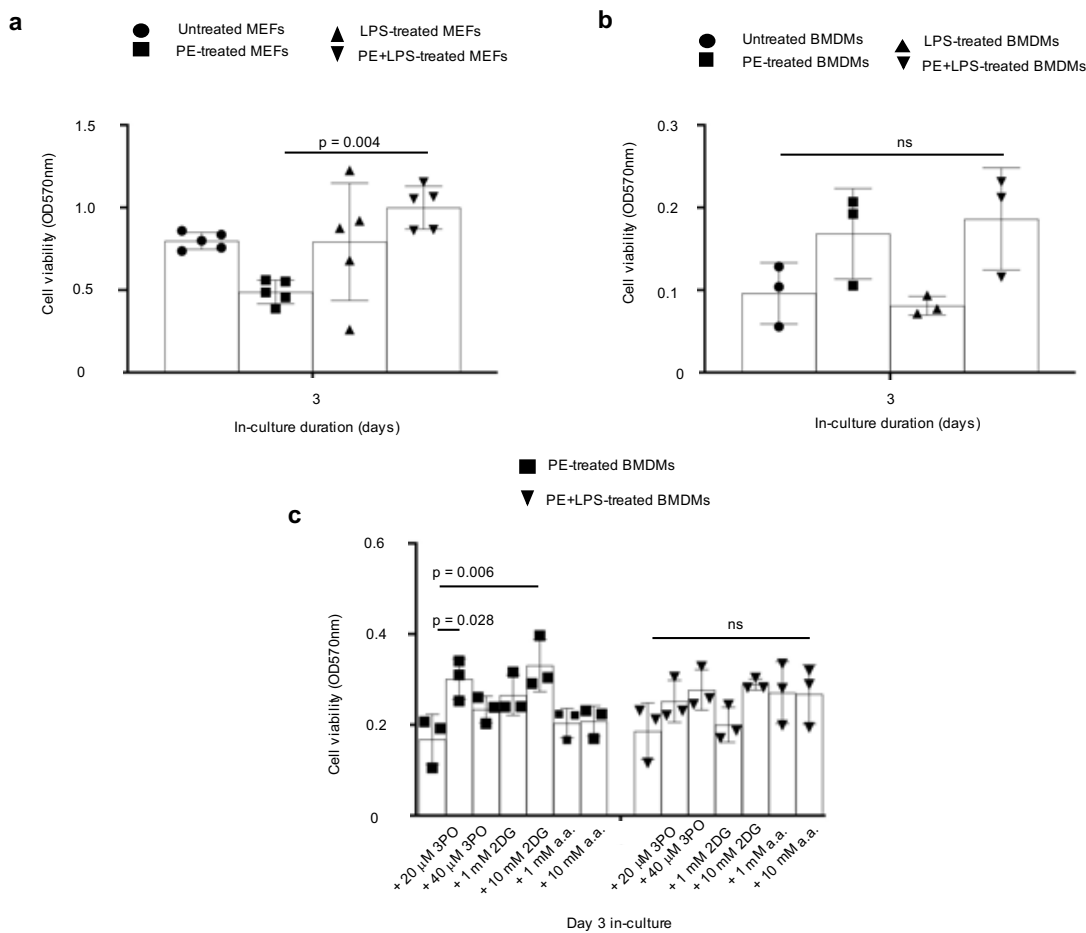 a
Untreated MEFs
PE-treated MEFs
LPS-treated MEFs
PE+LPS-treated MEFs
Cell viability (OD570nm)
1.5
1.0
0.5
0
p = 0.004
3
In-culture duration (days)
b
Untreated BMDMs
PE-treated BMDMs
LPS-treated BMDMs
PE+LPS-treated BMDMs
Cell viability (OD570nm)
0.3
0.2
0.1
0
ns
3
In-culture duration (days)
PE-treated BMDMs
PE+LPS-treated BMDMs
c
Cell viability (OD570nm)
0.6
0.4
0.2
0
p = 0.006
p = 0.028
ns
+ 20 µM 3PO
+ 40 µM 3PO
+ 1 mM 2DG
+ 10 mM 2DG
+ 1 mM a.a.
+ 10 mM a.a.
+ 20 µM 3PO
+ 40 µM 3PO
+ 1 mM 2DG
+ 10 mM 2DG
+ 1 mM a.a.
+ 10 mM a.a.
Day 3 in-culture